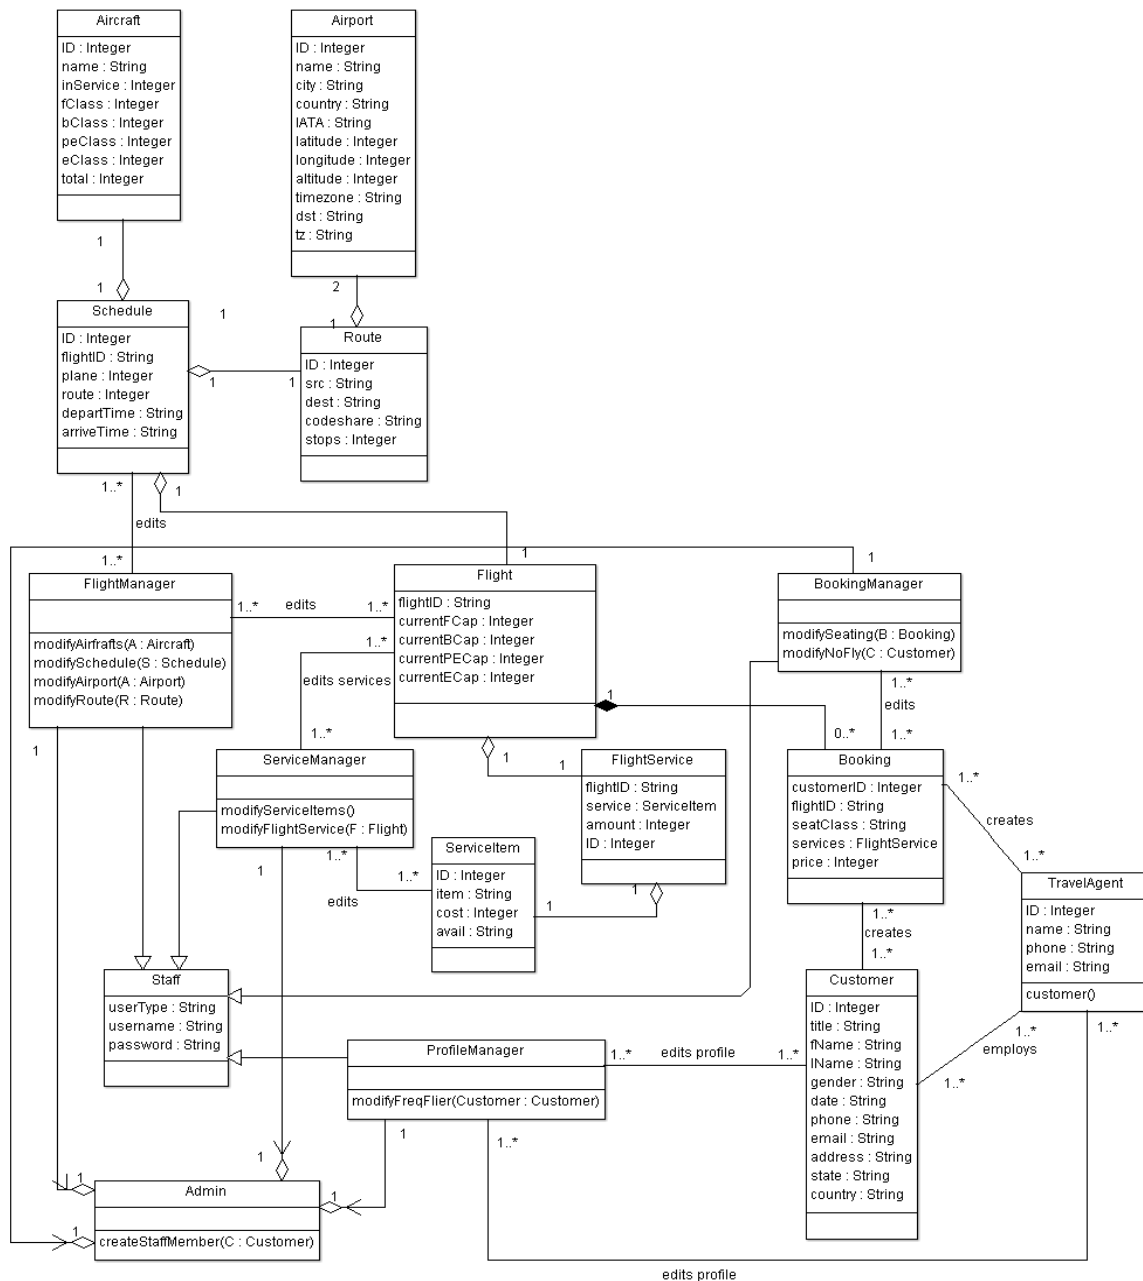 Aircraft
ID : Integer
name : String
inService : Integer
fClass : Integer
bClass : Integer
peClass : Integer
eClass : Integer
total : Integer
Airport
ID : Integer
name : String
city : String
country : String
IATA : String
latitude : Integer
longitude : Integer
altitude : Integer
timezone : String
dst : String
tz : String
1
1
2
1
1
Schedule
ID : Integer
flightID : String
plane : Integer
route : Integer
departTime : String
arriveTime : String
1
1
Route
ID : Integer
src : String
dest : String
codeshare : String
stops : Integer
1..*
1
edits
1..*
1
1
FlightManager
modifyAirfrafts(A : Aircraft)
modifySchedule(S : Schedule)
modifyAirport(A : Airport)
modifyRoute(R : Route)
1..*
edits
1..*
Flight
flightID : String
currentFCap : Integer
currentBCap : Integer
currentPECap : Integer
currentECap : Integer
BookingManager
modifySeating(B : Booking)
modifyNoFly(C : Customer)
1..*
edits services
1..*
1
0..*
1..*
edits
1..*
1
1
1
ServiceManager
modifyServiceItems()
modifyFlightService(F : Flight)
FlightService
flightID : String
service : ServiceItem
amount : Integer
ID : Integer
Booking
customerID : Integer
flightID : String
seatClass : String
services : FlightService
price : Integer
1..*
creates
1..*
1..*
edits
1..*
1
ServiceItem
ID : Integer
item : String
cost : Integer
avail : String
1
1
TravelAgent
ID : Integer
name : String
phone : String
email : String
customer()
1..*
creates
1..*
Staff
userType : String
username : String
password : String
Customer
ID : Integer
title : String
fName : String
lName : String
gender : String
date : String
phone : String
email : String
address : String
state : String
country : String
1..*
employs
1..*
1..*
ProfileManager
modifyFreqFlier(Customer : Customer)
1..*
edits profile
1..*
1
1..*
1
1
1
1
Admin
createStaffMember(C : Customer)
edits profile